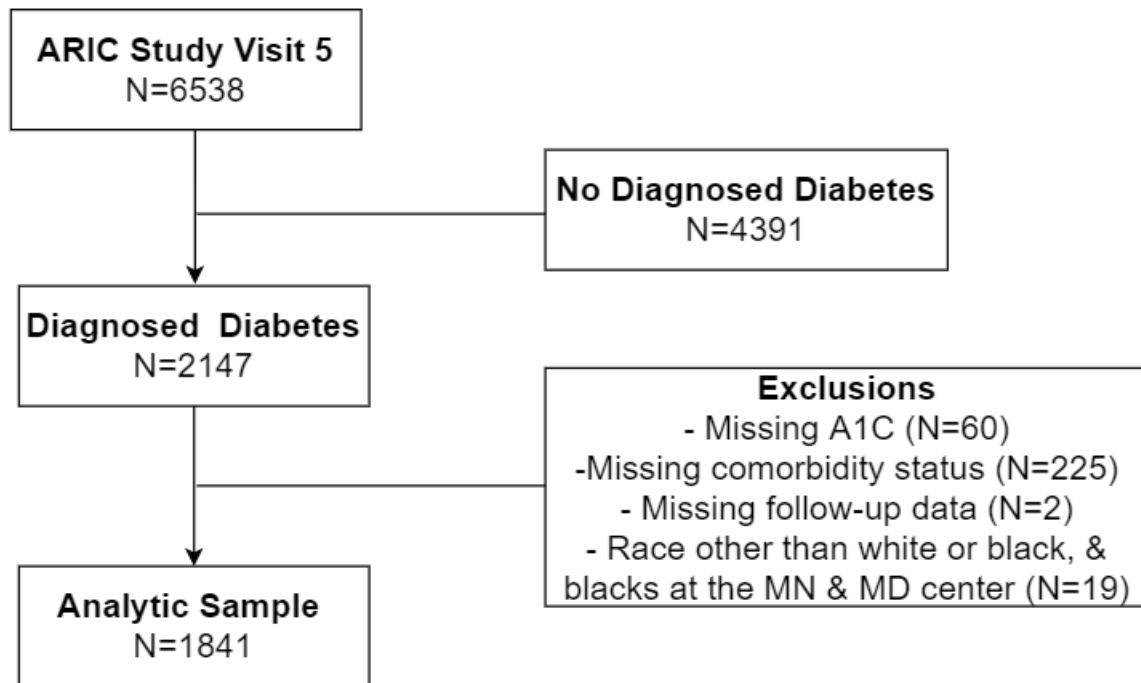 ARIC Study Visit 5
N=6538
No Diagnosed Diabetes
N=4391
Diagnosed  Diabetes
N=2147
Exclusions
- Missing A1C (N=60)
-Missing comorbidity status (N=225)
- Missing follow-up data (N=2)
- Race other than white or black, &
blacks at the MN & MD center (N=19)
Analytic Sample
N=1841